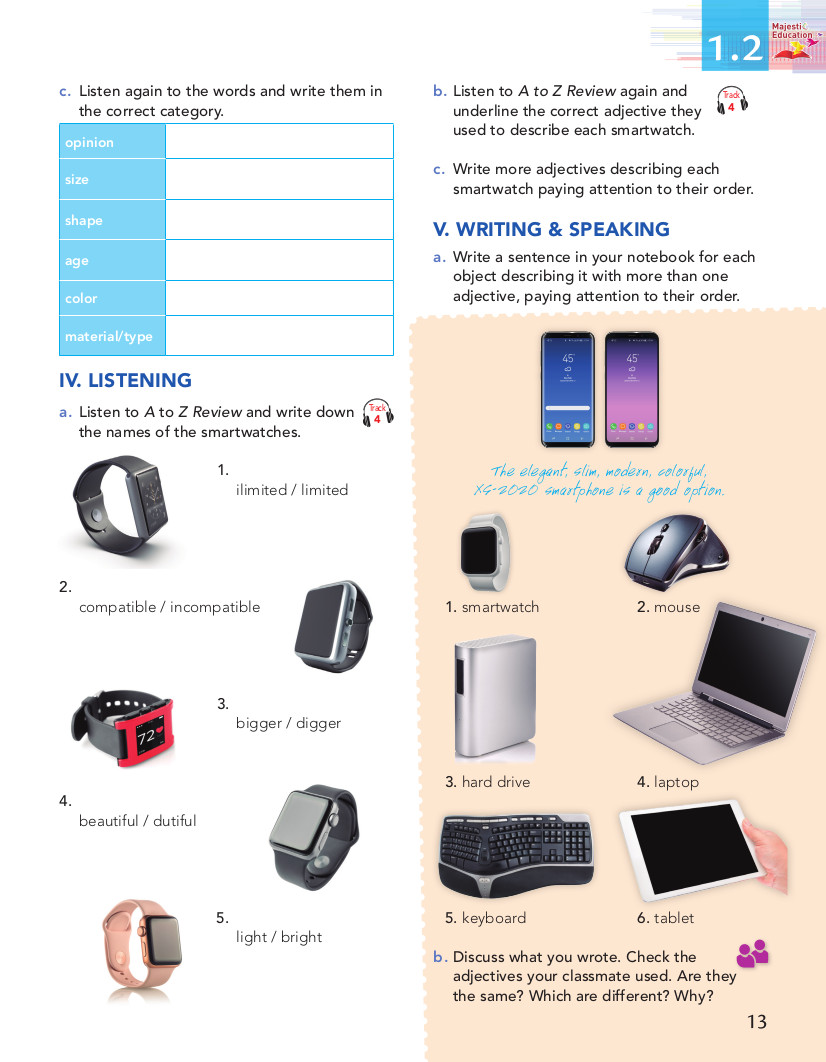 1.2
Majestic
Education
c. Listen again to the words and write them in
the correct category.
opinion
size
shape
age
color
material/type
IV. LISTENING
a. Listen to A to Z Review and write down
the names of the smartwatches.
Track
4
1.
ilimited / limited
2.
compatible / incompatible
72
3.
bigger / digger
4.
beautiful / dutiful
5.
light / bright
b. Listen to A to Z Review again and
underline the correct adjective they
used to describe each smartwatch.
Track
4
c. Write more adjectives describing each
smartwatch paying attention to their order.
V. WRITING & SPEAKING
a. Write a sentence in your notebook for each
object describing it with more than one
adjective, paying attention to their order.
45°
45°
The elegant, slim, modern, colorful,
XS-2020 smartphone is a good option.
1. smartwatch
2. mouse
3. hard drive
4. laptop
5. keyboard
6. tablet
b. Discuss what you wrote. Check the
adjectives your classmate used. Are they
the same? Which are different? Why?
13